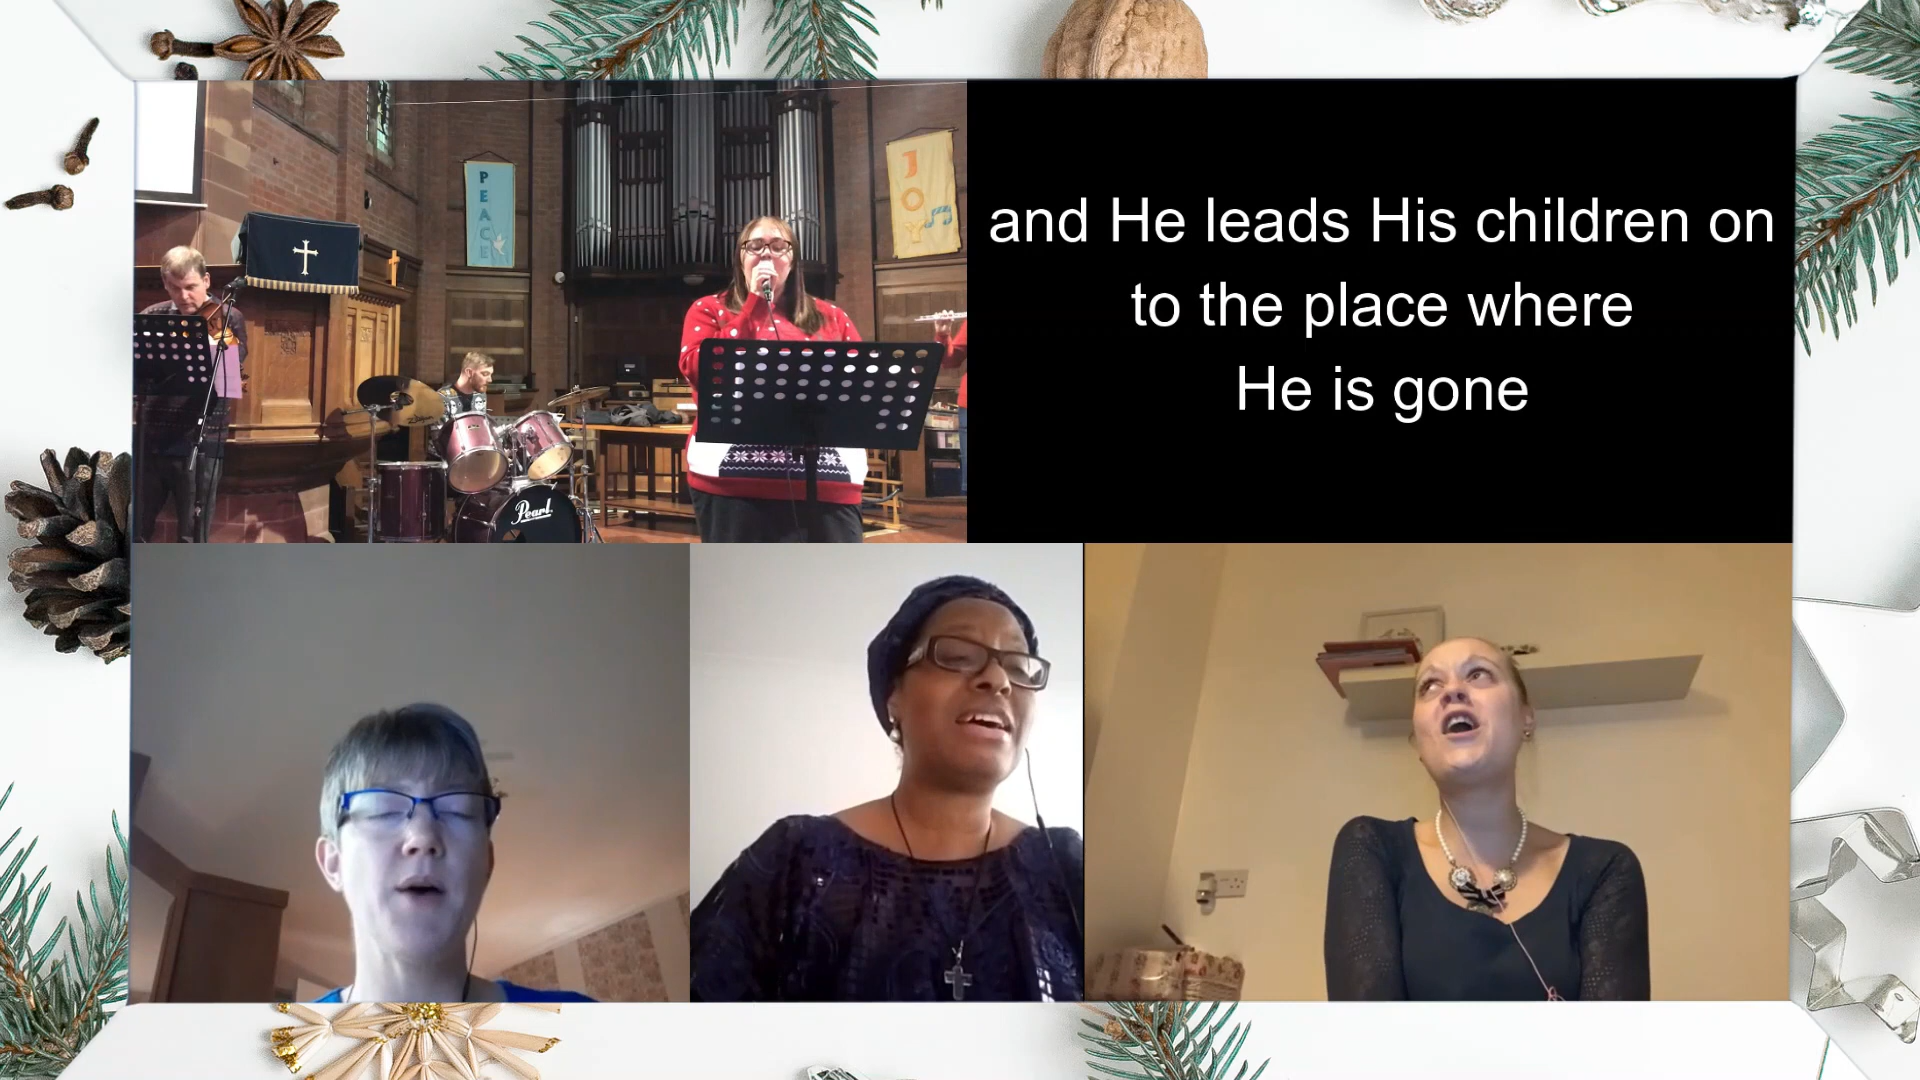 PEACE
JOY
Pearl
and He leads His children on
to the place where
He is gone